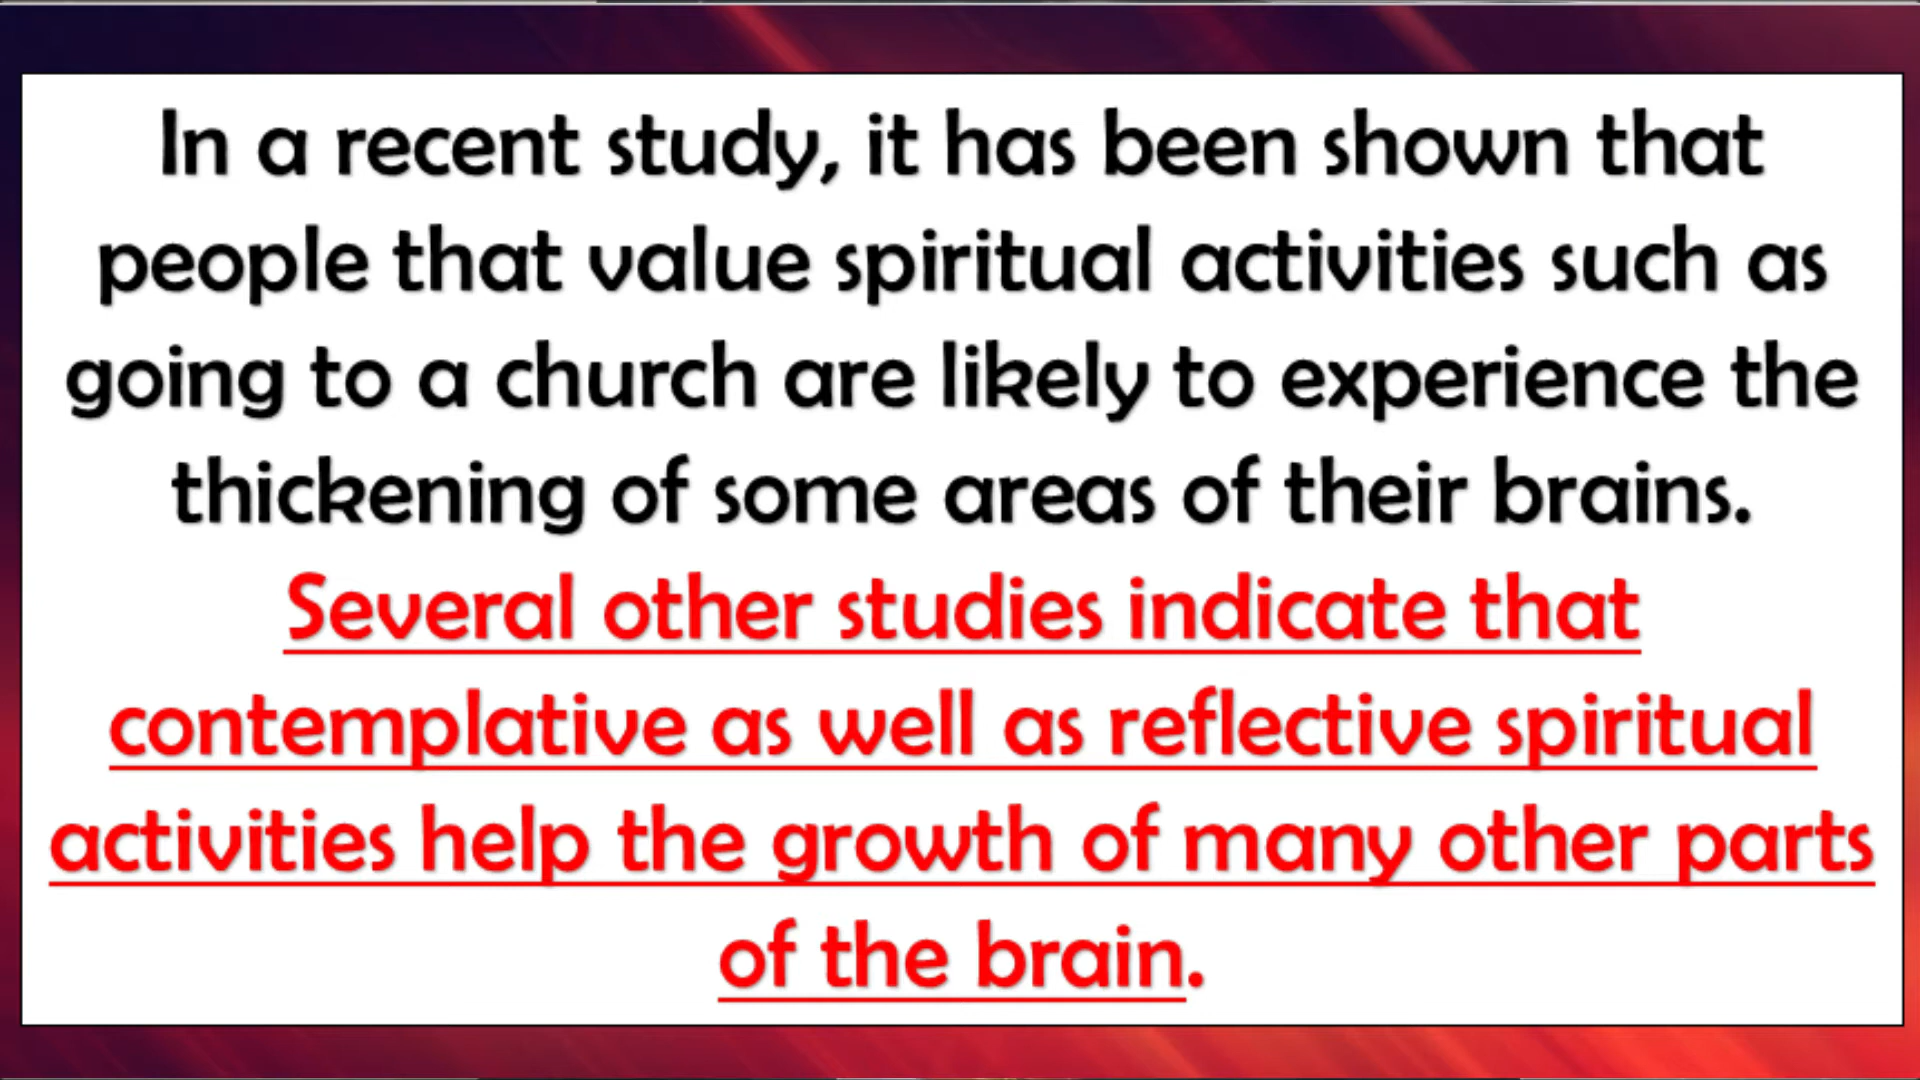 In a recent study, it has been shown that
people that value spiritual activities such as
going to a church are likely to experience the
thickening of some areas of their brains.
Several other studies indicate that
contemplative as well as reflective spiritual
activities help the growth of many other parts
of the brain.